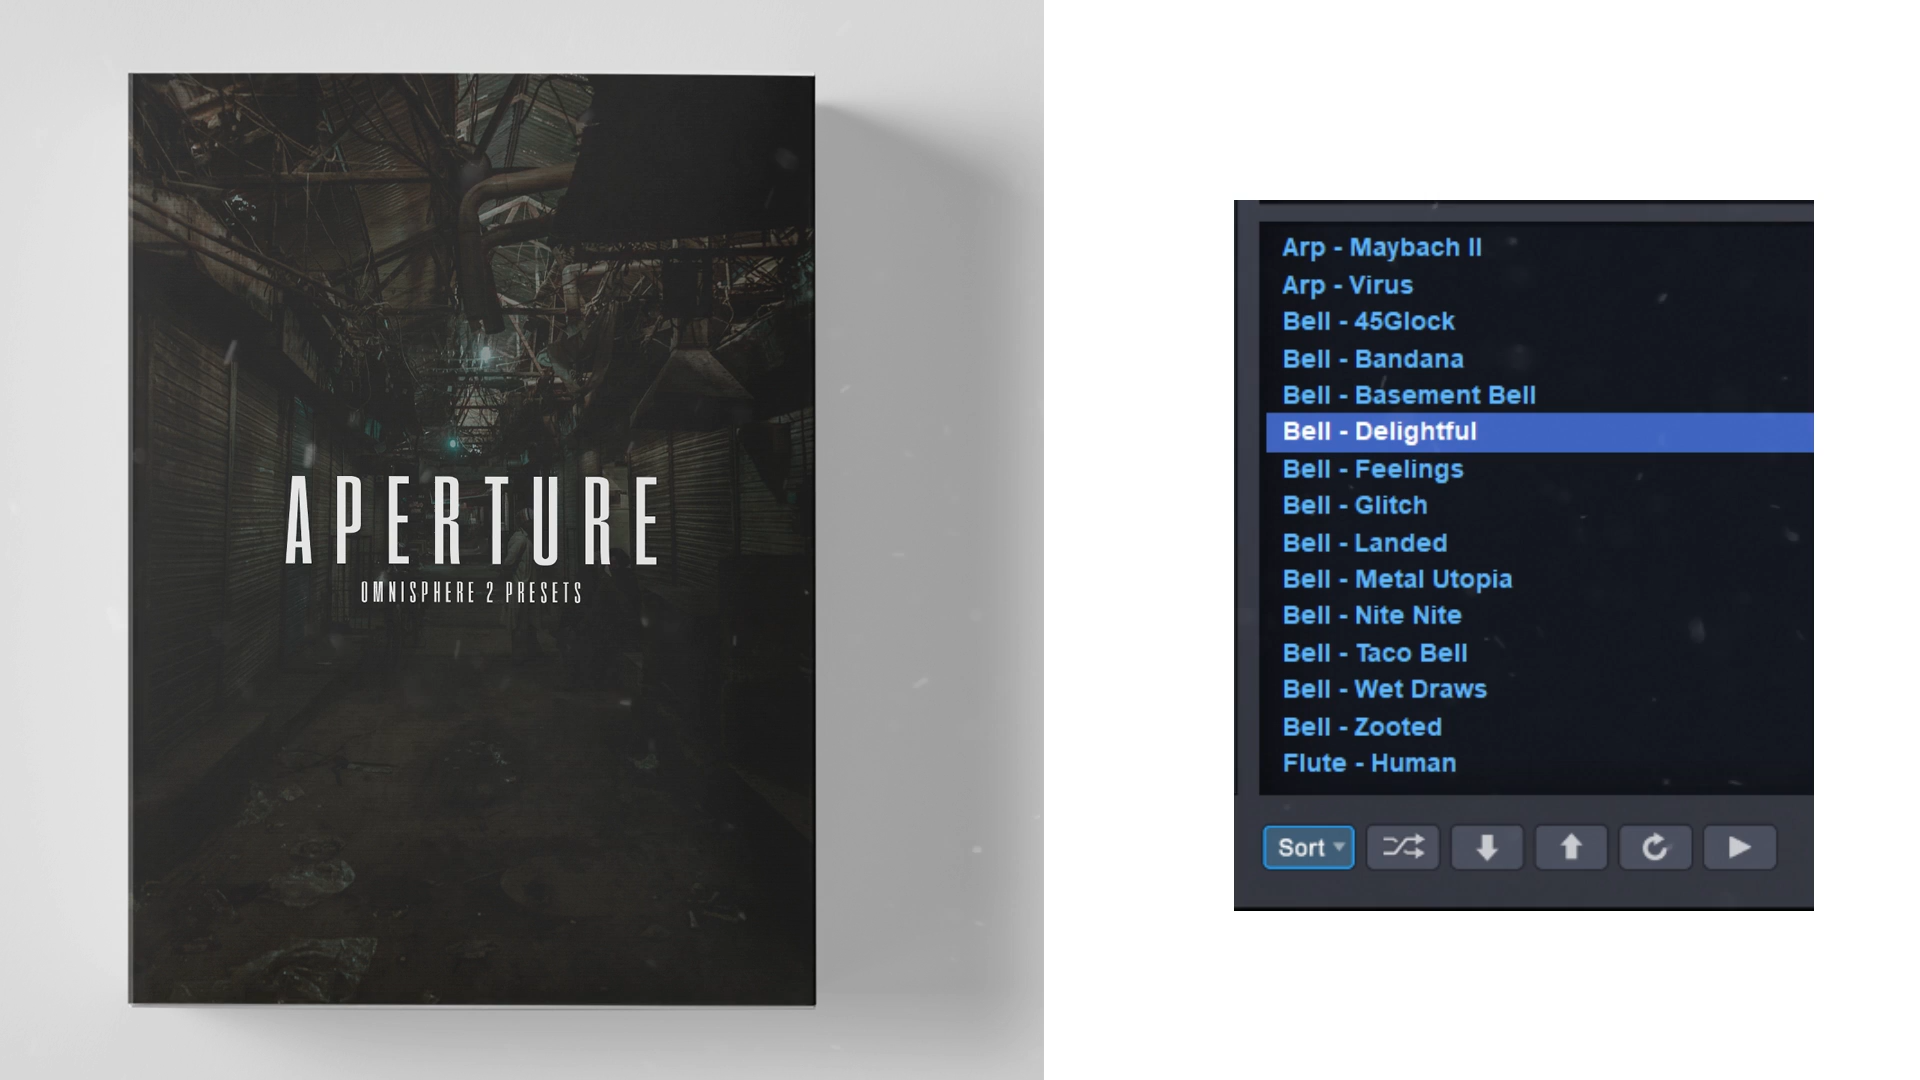 APERTURE
OMNISPHERE 2 PRESETS
Arp - Maybach II
Arp - Virus
Bell - 45Glock
Bell - Bandana
Bell - Basement Bell
Bell - Delightful
Bell - Feelings
Bell - Glitch
Bell - Landed
Bell - Metal Utopia
Bell - Nite Nite
Bell - Taco Bell
Bell - Wet Draws
Bell - Zooted
Flute - Human
Sort